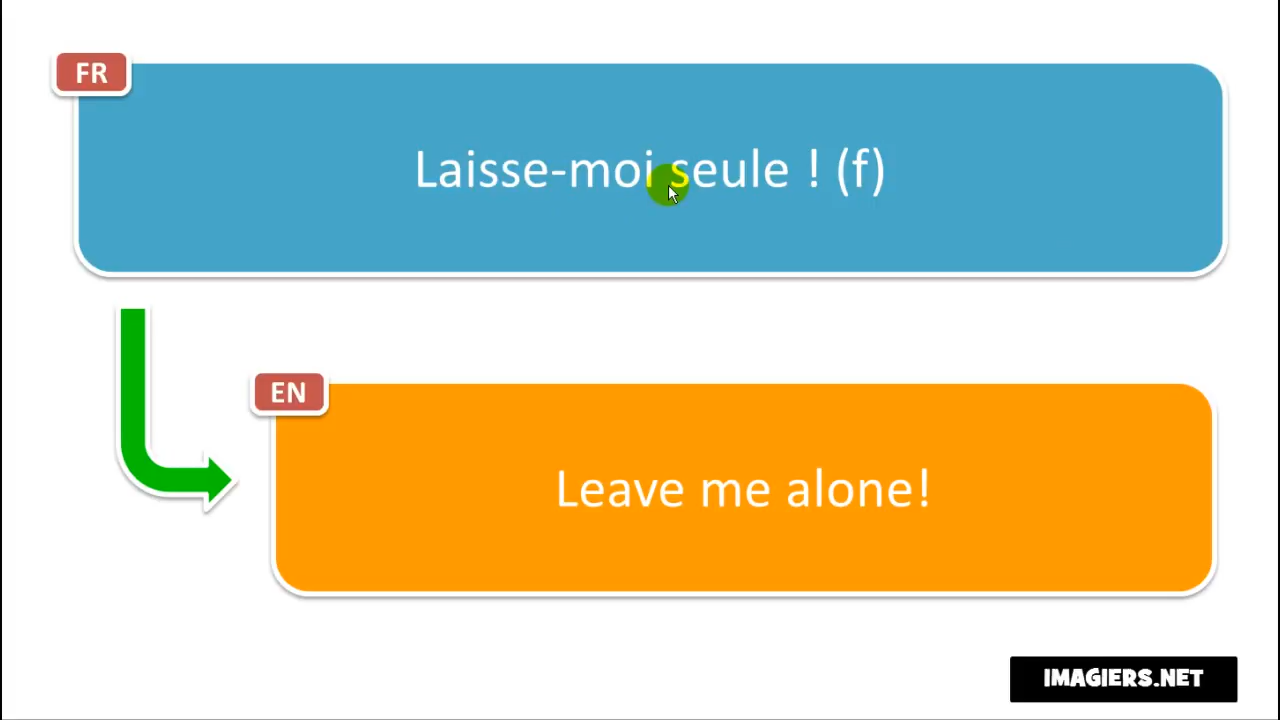 FR
Laisse-moi seule ! (f)
EN
Leave me alone!
IMAGIERS.NET